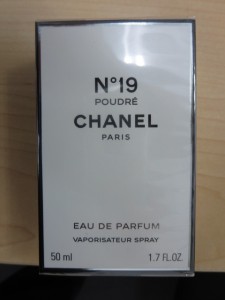 N°19
POUDRÉ
CHANEL
PARIS
EAU DE PARFUM
VAPORISATEUR SPRAY
50 ml 1.7 FL.OZ.